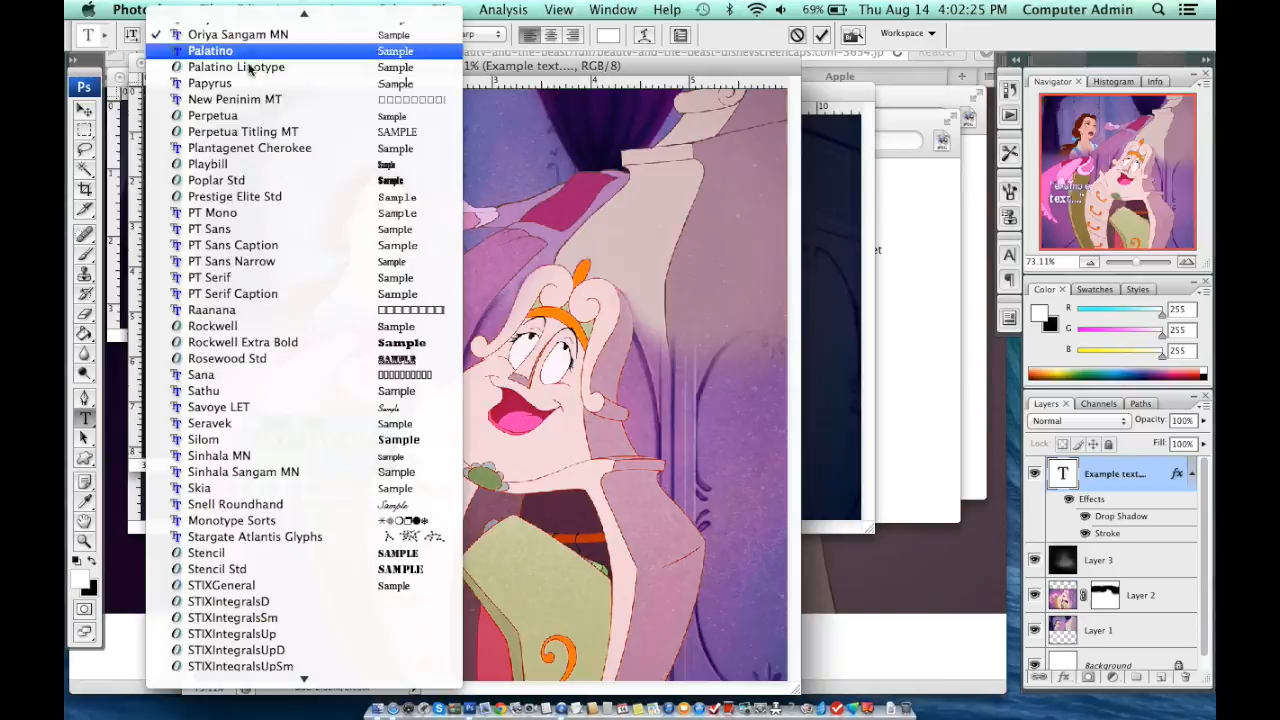 Analysis View Window Help 69% Thu Aug 14 4:02:25 PM Computer Admin
Workspace
1% (Example text...., RGB/8)
Apple
Oriya Sangam MN Sample
Palatino Sample
Palatino Linotype Sample
Papyrus Sample
New Peninim MT
Perpetua Sample
Perpetua Titling MT SAMPLE
Plantagenet Cherokee Sample
Playbill Sample
Poplar Std Sample
Prestige Elite Std Sample
PT Mono Sample
PT Sans Sample
PT Sans Caption Sample
PT Sans Narrow Sample
PT Serif Sample
PT Serif Caption Sample
Raanana
Rockwell Sample
Rockwell Extra Bold Sample
Rosewood Std SAMPLE
Sana
Sathu Sample
Savoye LET Sample
Seravek Sample
Silom Sample
Sinhala MN Sample
Sinhala Sangam MN Sample
Skia Sample
Snell Roundhand Sample
Monotype Sorts
Stargate Atlantis Glyphs
Stencil SAMPLE
Stencil Std SAMPLE
STIXGeneral Sample
STIXIntegralsD
STIXIntegralsSm
STIXIntegralsUp
STIXIntegralsUpD
STIXIntegralsUpSm
Ps
3 4 5 10
Navigator Histogram Info
73.11%
Color Swatches Styles
R 255
G 255
B 255
Layers Channels Paths
Normal Opacity: 100%
Lock: Fill: 100%
T Example text.... fx
Effects
Drop Shadow
Stroke
Layer 3
Layer 2
Layer 1
Background